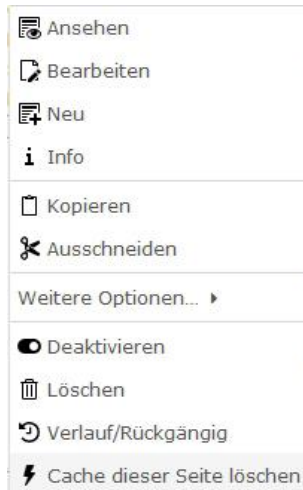 Ansehen
Bearbeiten
Neu
Info
Kopieren
Ausschneiden
Weitere Optionen...
Deaktivieren
Löschen
Verlauf/Rückgängig
Cache dieser Seite löschen